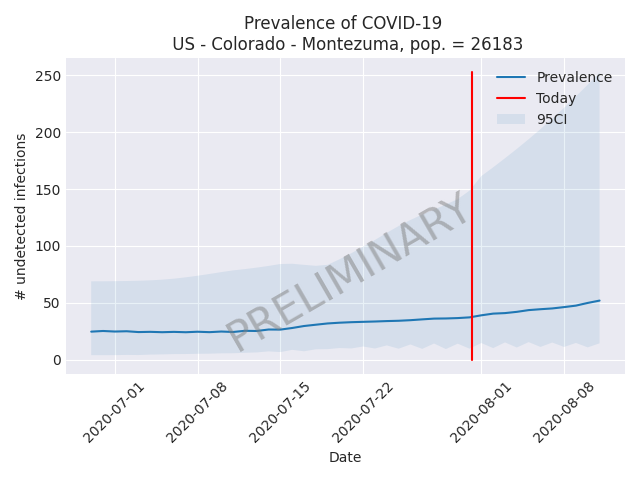 Prevalence of COVID-19
US - Colorado - Montezuma, pop. = 26183
Prevalence
Today
95CI
PRELIMINARY
# undetected infections
250
200
150
100
50
0
2020-07-01
2020-07-08
2020-07-15
2020-07-22
2020-08-01
2020-08-08
Date